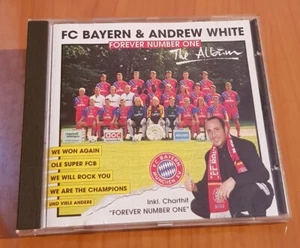 FC BAYERN & ANDREW WHITE
FOREVER NUMBER ONE
The Album
WE WON AGAIN
OLE SUPER FCB
WE WILL ROCK YOU
WE ARE THE CHAMPIONS
UND VIELE ANDERE
FC BAYERN
MÜNCHEN
Inkl. Charthit
"FOREVER NUMBER ONE"